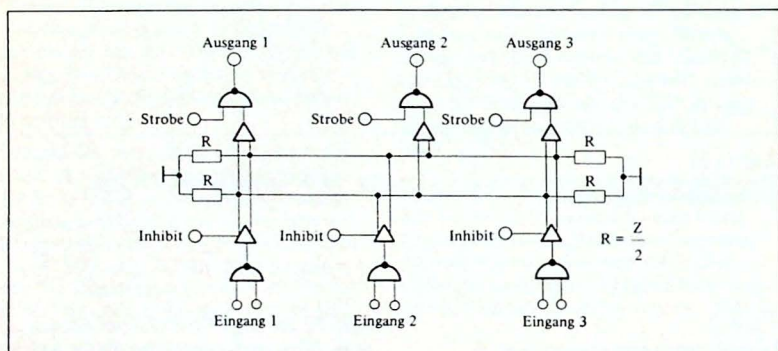 Ausgang 1 Ausgang 2 Ausgang 3
Strobe Strobe Strobe
R R
R R
Inhibit Inhibit Inhibit R = Z/2
Eingang 1 Eingang 2 Eingang 3